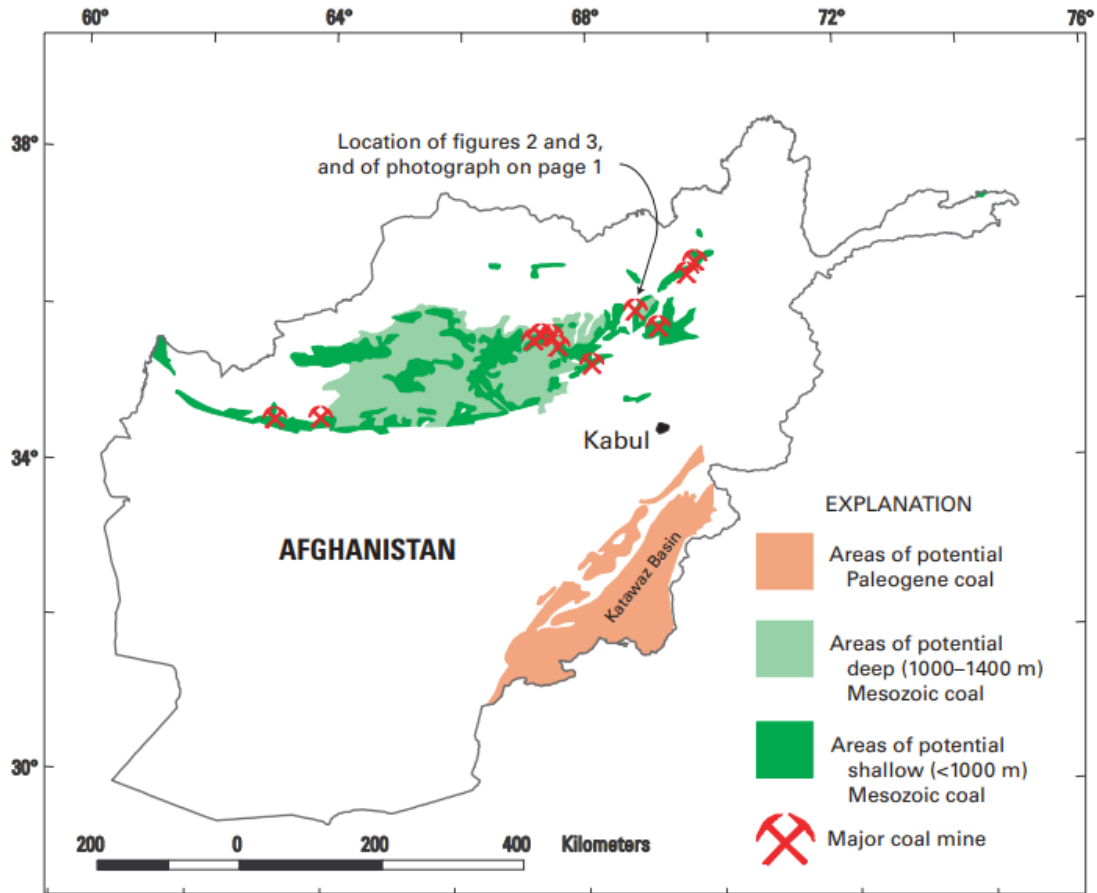 60°
64°
68°
72°
76°
38°
Location of figures 2 and 3,
and of photograph on page 1
Kabul
34°
AFGHANISTAN
Katawaz Basin
EXPLANATION
Areas of potential
Paleogene coal
Areas of potential
deep (1000–1400 m)
Mesozoic coal
Areas of potential
shallow (<1000 m)
Mesozoic coal
Major coal mine
30°
200 0 200 400 Kilometers